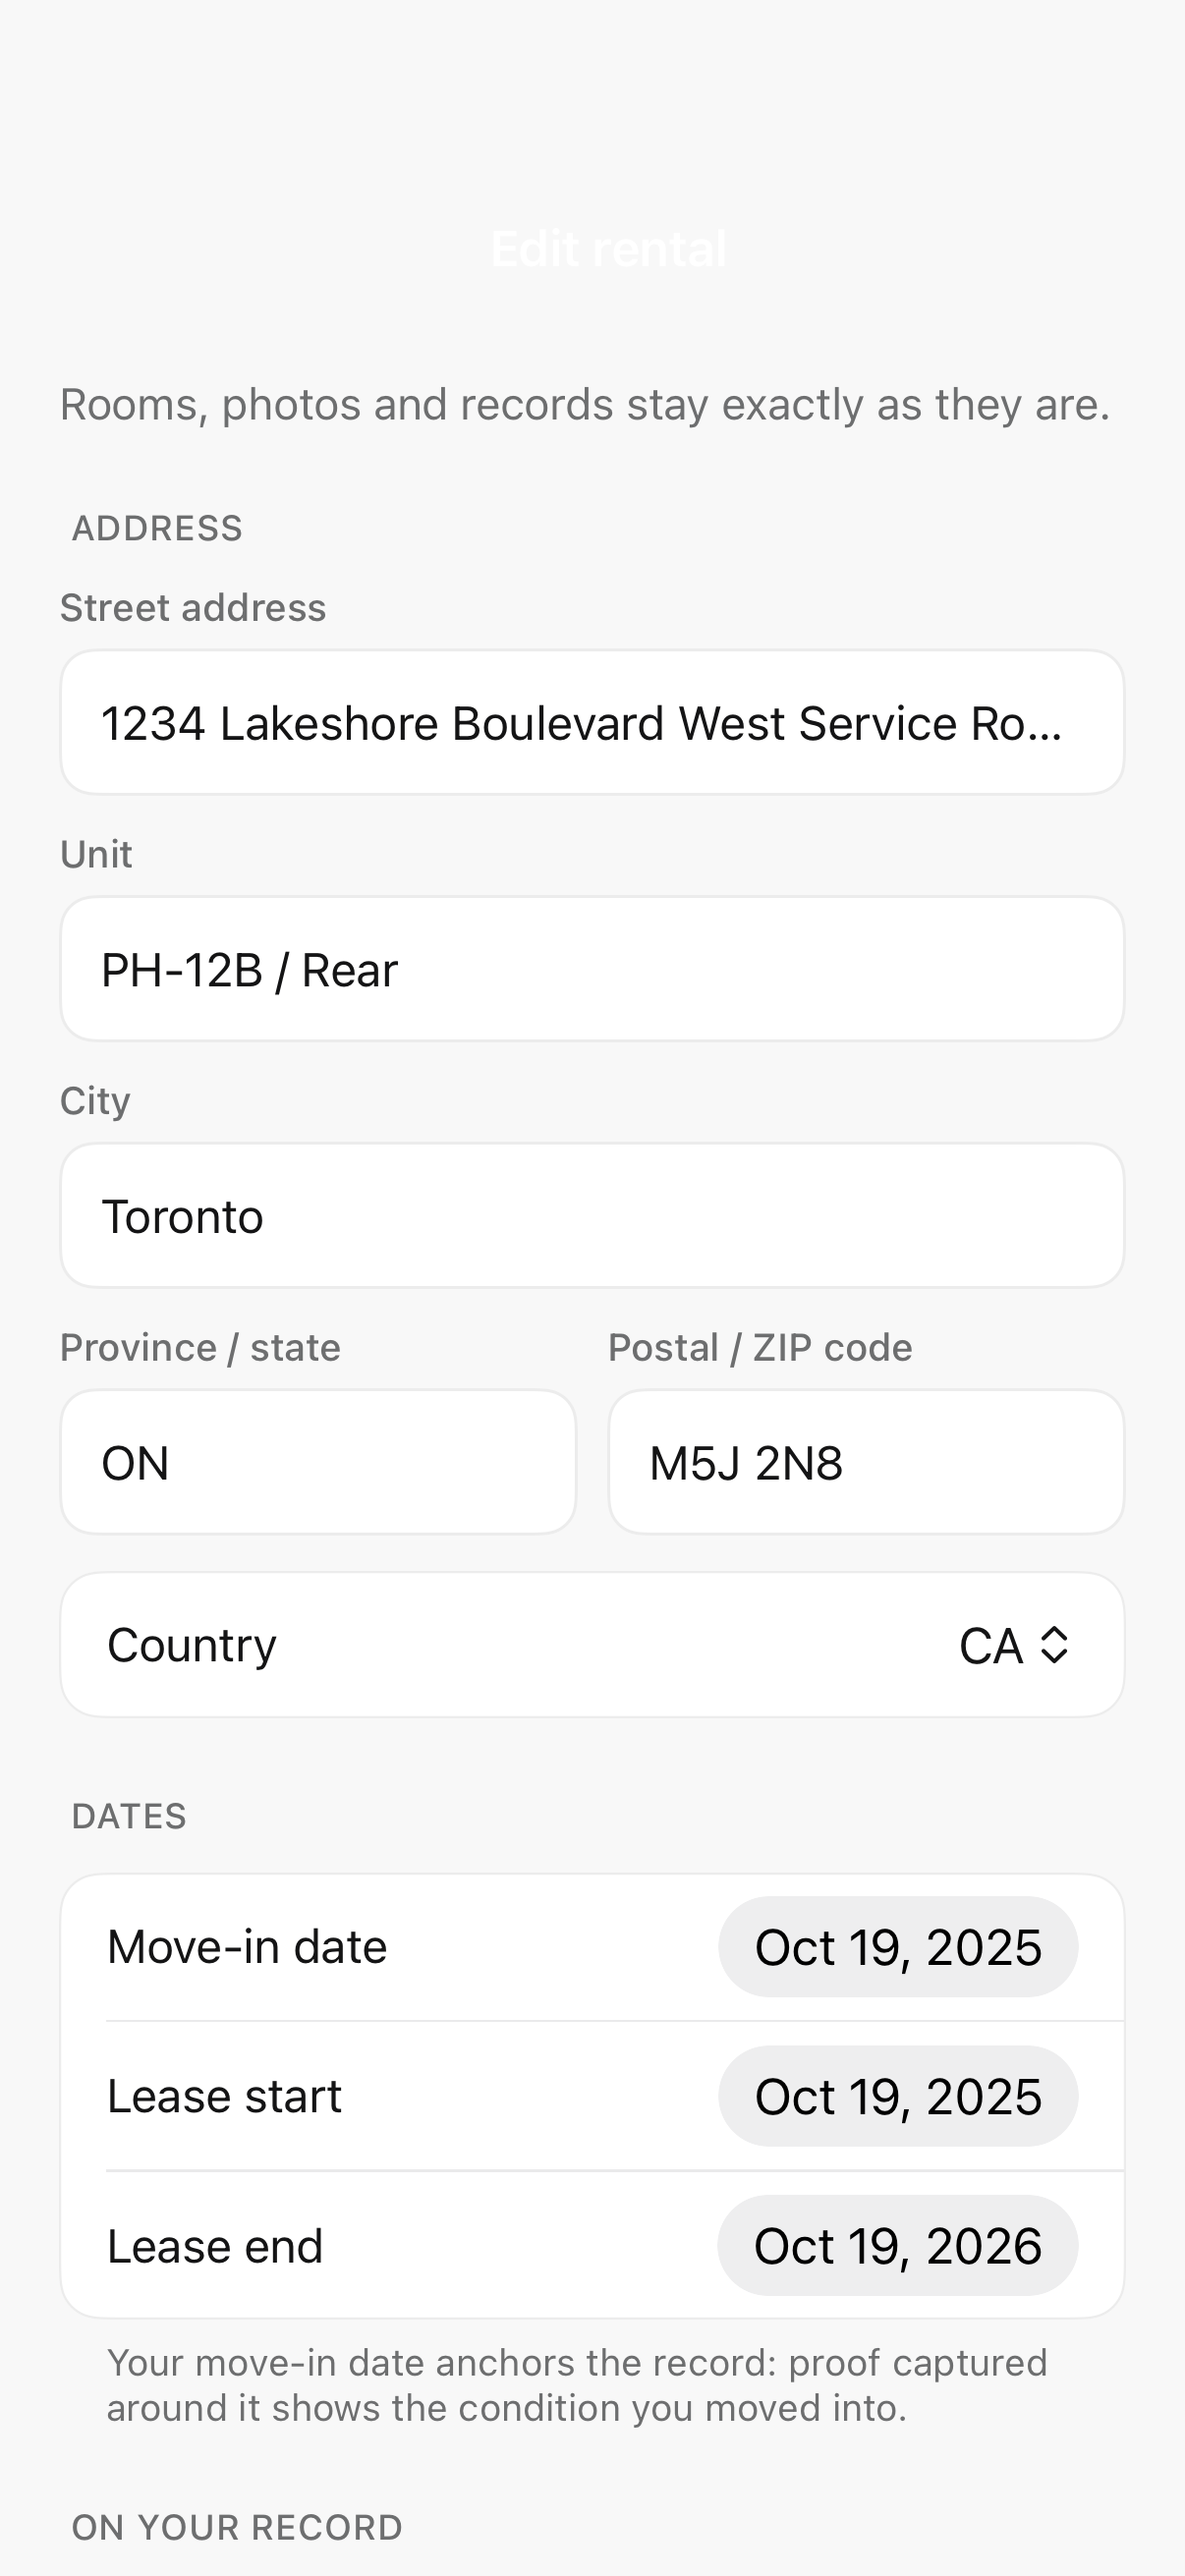 Edit rental
Rooms, photos and records stay exactly as they are.
ADDRESS
Street address
1234 Lakeshore Boulevard West Service Ro...
Unit
PH-12B / Rear
City
Toronto
Province / state
Postal / ZIP code
ON
M5J 2N8
Country
CA
DATES
Move-in date
Oct 19, 2025
Lease start
Oct 19, 2025
Lease end
Oct 19, 2026
Your move-in date anchors the record: proof captured
around it shows the condition you moved into.
ON YOUR RECORD